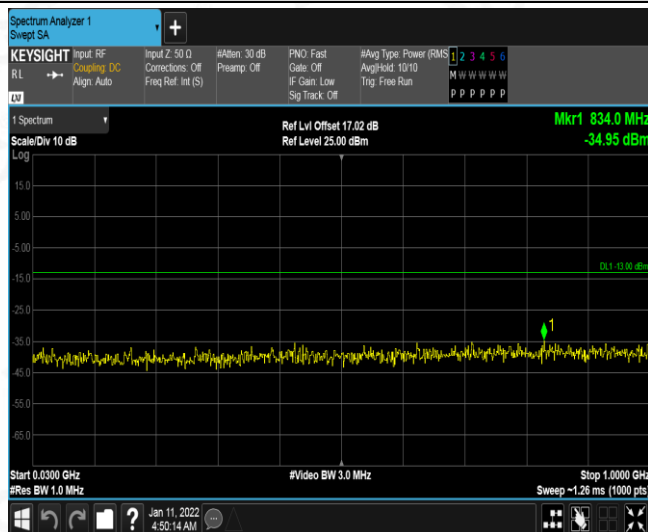 Spectrum Analyzer 1
Swept SA
+
KEYSIGHT
RL
LXI
Input: RF
Coupling: DC
Align: Auto
Input Z: 50 Ω
Corrections: Off
Freq Ref: Int (S)
#Atten: 30 dB
Preamp: Off
PNO: Fast
Gate: Off
IF Gain: Low
Sig Track: Off
#Avg Type: Power (RMS
Avg|Hold: 10/10
Trig: Free Run
1 2 3 4 5 6
M W W W W W
P P P P P P
1 Spectrum
Scale/Div 10 dB
Ref Lvl Offset 17.02 dB
Ref Level 25.00 dBm
Mkr1 834.0 MHz
-34.95 dBm
Log
15.0
5.00
-5.00
DL1 -13.00 dBm
-15.0
-25.0
1
-35.0
-45.0
-55.0
-65.0
Start 0.0300 GHz
#Video BW 3.0 MHz
Stop 1.0000 GHz
#Res BW 1.0 MHz
Sweep ~1.26 ms (1000 pts)
?
Jan 11, 2022
4:50:14 AM